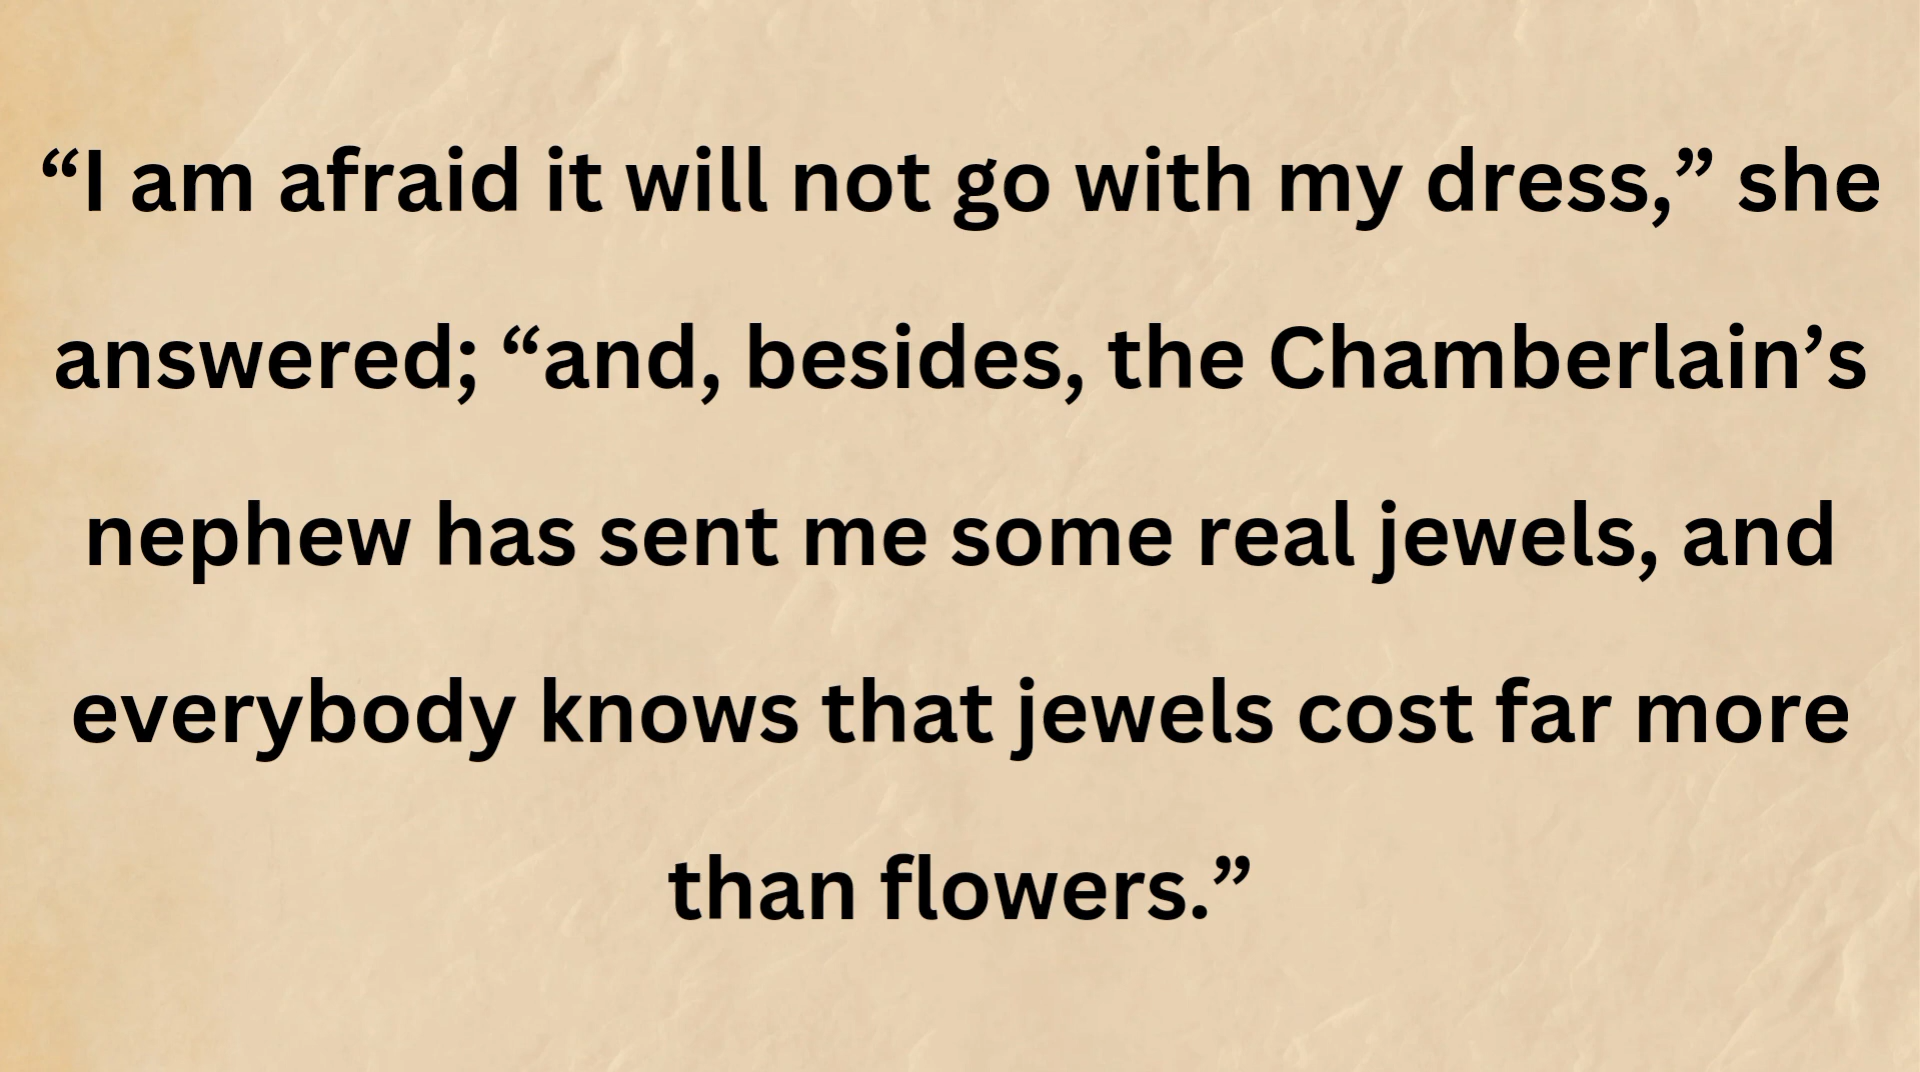 “I am afraid it will not go with my dress,” she
answered; “and, besides, the Chamberlain’s
nephew has sent me some real jewels, and
everybody knows that jewels cost far more
than flowers.”